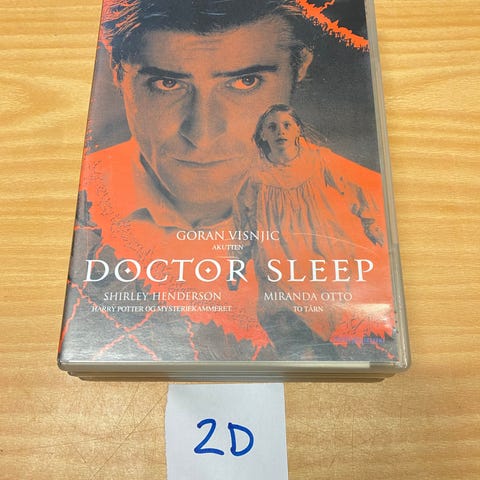 GORAN VISNJIC
AKUTTEN
DOCTOR SLEEP
SHIRLEY HENDERSON MIRANDA OTTO
HARRY POTTER OG MYSTERIEKAMMERET TO TÅRN
2D